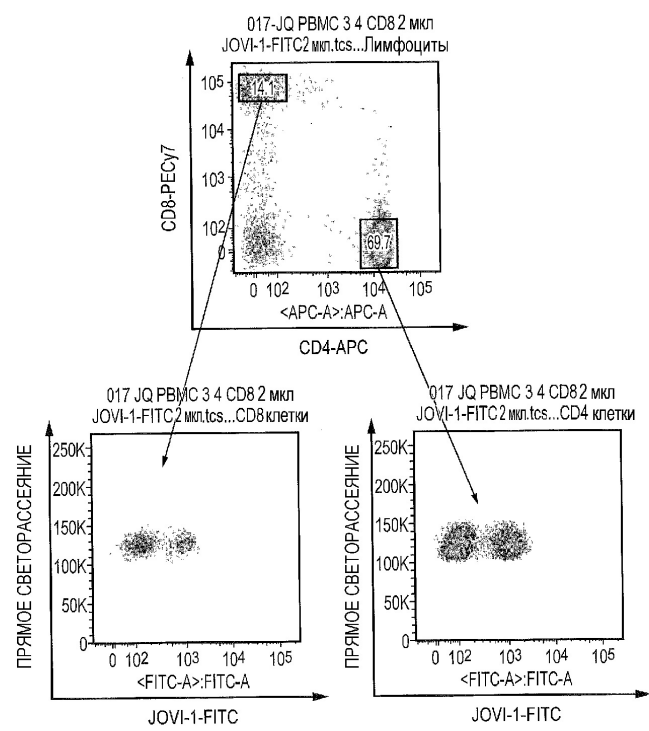 017-JQ PBMC 3 4 CD8 2 мкл
JOVI-1-FITC2 мкл.tcs...Лимфоциты
CD8-PECy7
10⁵
10⁴
10³
10²
0
14.1
69.7
0 10² 10³ 10⁴ 10⁵
<APC-A>:APC-A
CD4-APC
017 JQ PBMC 3 4 CD8 2 мкл
JOVI-1-FITC2 мкл.tcs...CD8 клетки
ПРЯМОЕ СВЕТОРАССЕЯНИЕ
250K
200K
150K
100K
50K
0
0 10² 10³ 10⁴ 10⁵
<FITC-A>:FITC-A
JOVI-1-FITC
017 JQ PBMC 3 4 CD8 2 мкл
JOVI-1-FITC2 мкл.tcs...CD4 клетки
ПРЯМОЕ СВЕТОРАССЕЯНИЕ
250K
200K
150K
100K
50K
0
0 10² 10³ 10⁴ 10⁵
<FITC-A>:FITC-A
JOVI-1-FITC